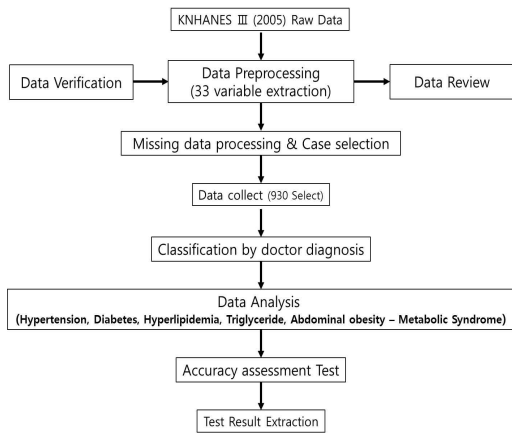 KNHANES Ⅲ (2005) Raw Data
Data Verification
Data Preprocessing
(33 variable extraction)
Data Review
Missing data processing & Case selection
Data collect (930 Select)
Classification by doctor diagnosis
Data Analysis
(Hypertension, Diabetes, Hyperlipidemia, Triglyceride, Abdominal obesity – Metabolic Syndrome)
Accuracy assessment Test
Test Result Extraction